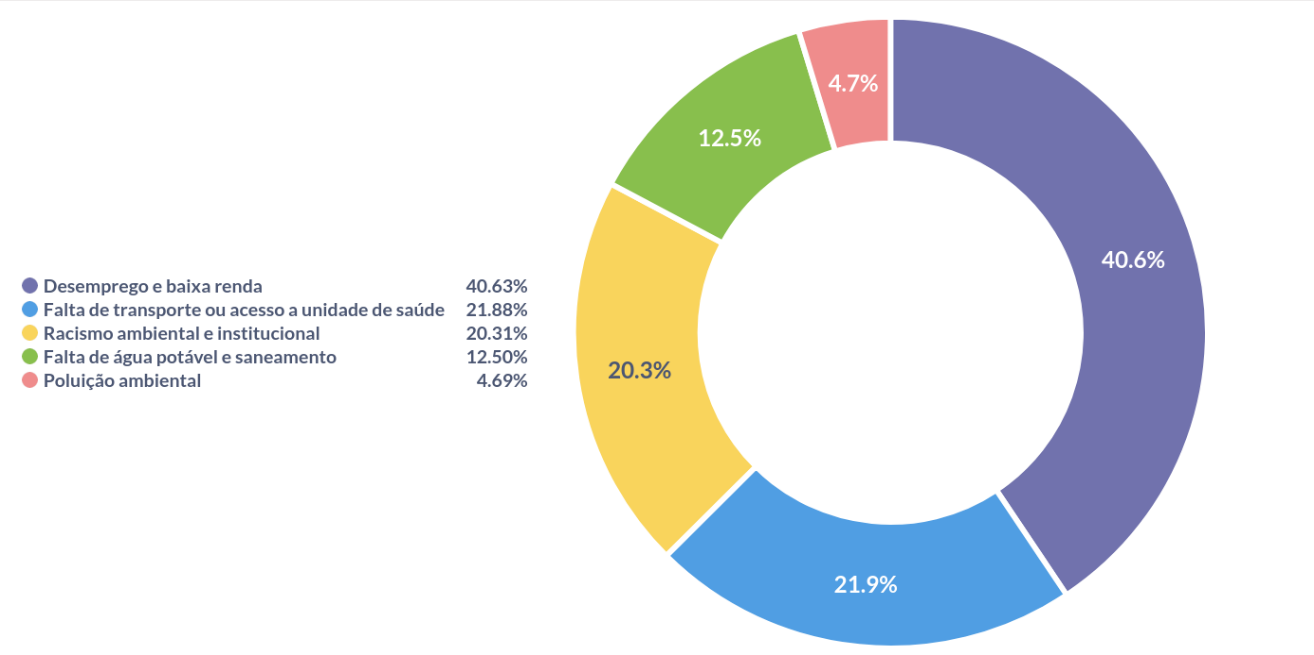 Desemprego e baixa renda 40.63%
Falta de transporte ou acesso a unidade de saúde 21.88%
Racismo ambiental e institucional 20.31%
Falta de água potável e saneamento 12.50%
Poluição ambiental 4.69%
4.7%
12.5%
40.6%
20.3%
21.9%